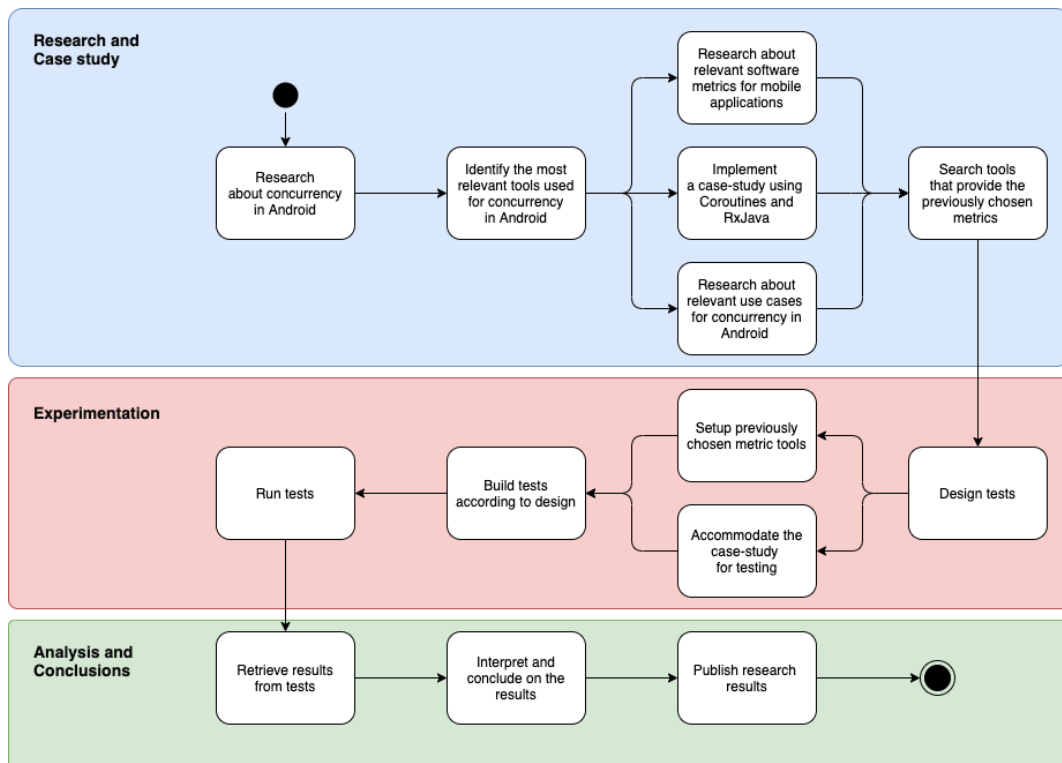 Research and
Case study
Research
about concurrency
in Android
Identify the most
relevant tools used
for concurrency
in Android
Research about
relevant software
metrics for mobile
applications
Implement
a case-study using
Coroutines and
RxJava
Research about
relevant use cases
for concurrency in
Android
Search tools
that provide the
previously chosen
metrics
Experimentation
Design tests
Setup previously
chosen metric tools
Accommodate the
case-study
for testing
Build tests
according to design
Run tests
Analysis and
Conclusions
Retrieve results
from tests
Interpret and
conclude on the
results
Publish research
results